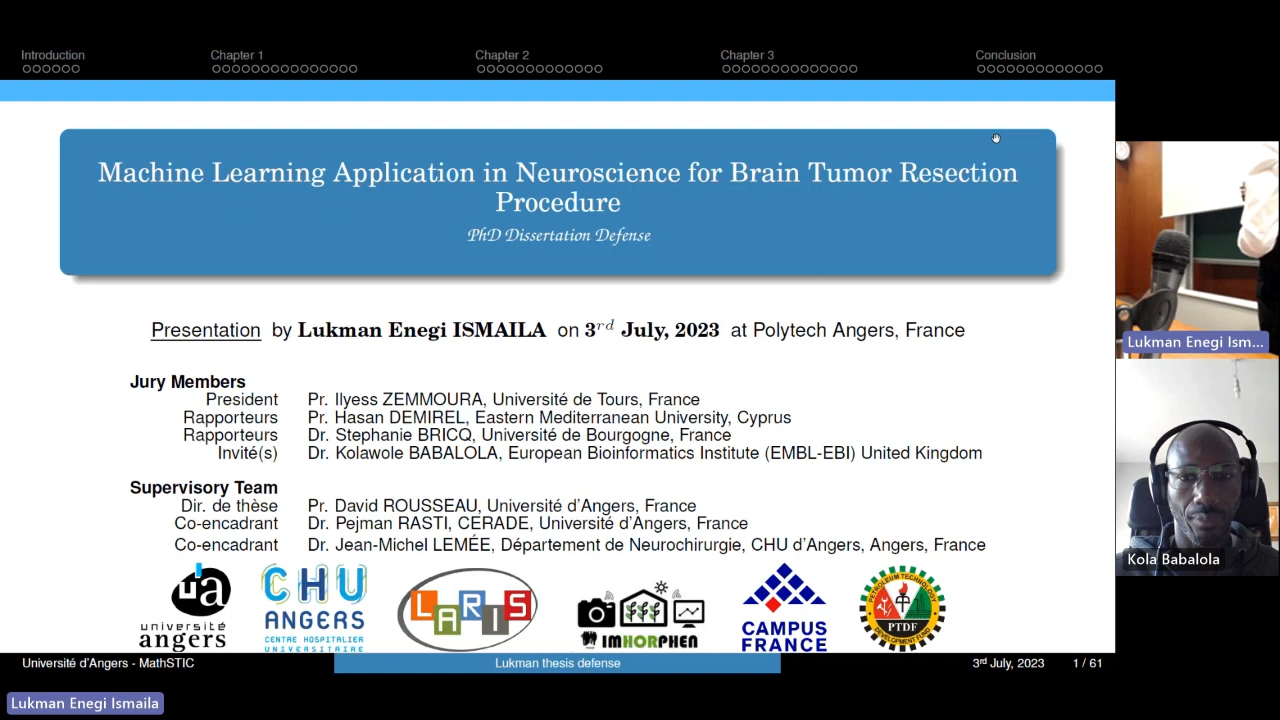 Introduction Chapter 1 Chapter 2 Chapter 3 Conclusion
Machine Learning Application in Neuroscience for Brain Tumor Resection
Procedure
PhD Dissertation Defense
Presentation by Lukman Enegi ISMAILA on 3rd July, 2023 at Polytech Angers, France
Jury Members
President Pr. Ilyess ZEMMOURA, Université de Tours, France
Rapporteurs Pr. Hasan DEMIREL, Eastern Mediterranean University, Cyprus
Rapporteurs Dr. Stephanie BRICQ, Université de Bourgogne, France
Invité(s) Dr. Kolawole BABALOLA, European Bioinformatics Institute (EMBL-EBI) United Kingdom
Supervisory Team
Dir. de thèse Pr. David ROUSSEAU, Université d'Angers, France
Co-encadrant Dr. Pejman RASTI, CERADE, Université d'Angers, France
Co-encadrant Dr. Jean-Michel LEMÉE, Département de Neurochirurgie, CHU d'Angers, Angers, France
ua
université
angers
CHU
ANGERS
CENTRE HOSPITALIER
UNIVERSITAIRE
LARIS
IMHORPHEN
CAMPUS
FRANCE
PETROLEUM TECHNOLOGY
PTDF
DEVELOPMENT FUND
Université d'Angers - MathSTIC Lukman thesis defense 3rd July, 2023 1 / 61
Lukman Enegi Ism...
Kola Babalola
Lukman Enegi Ismaila